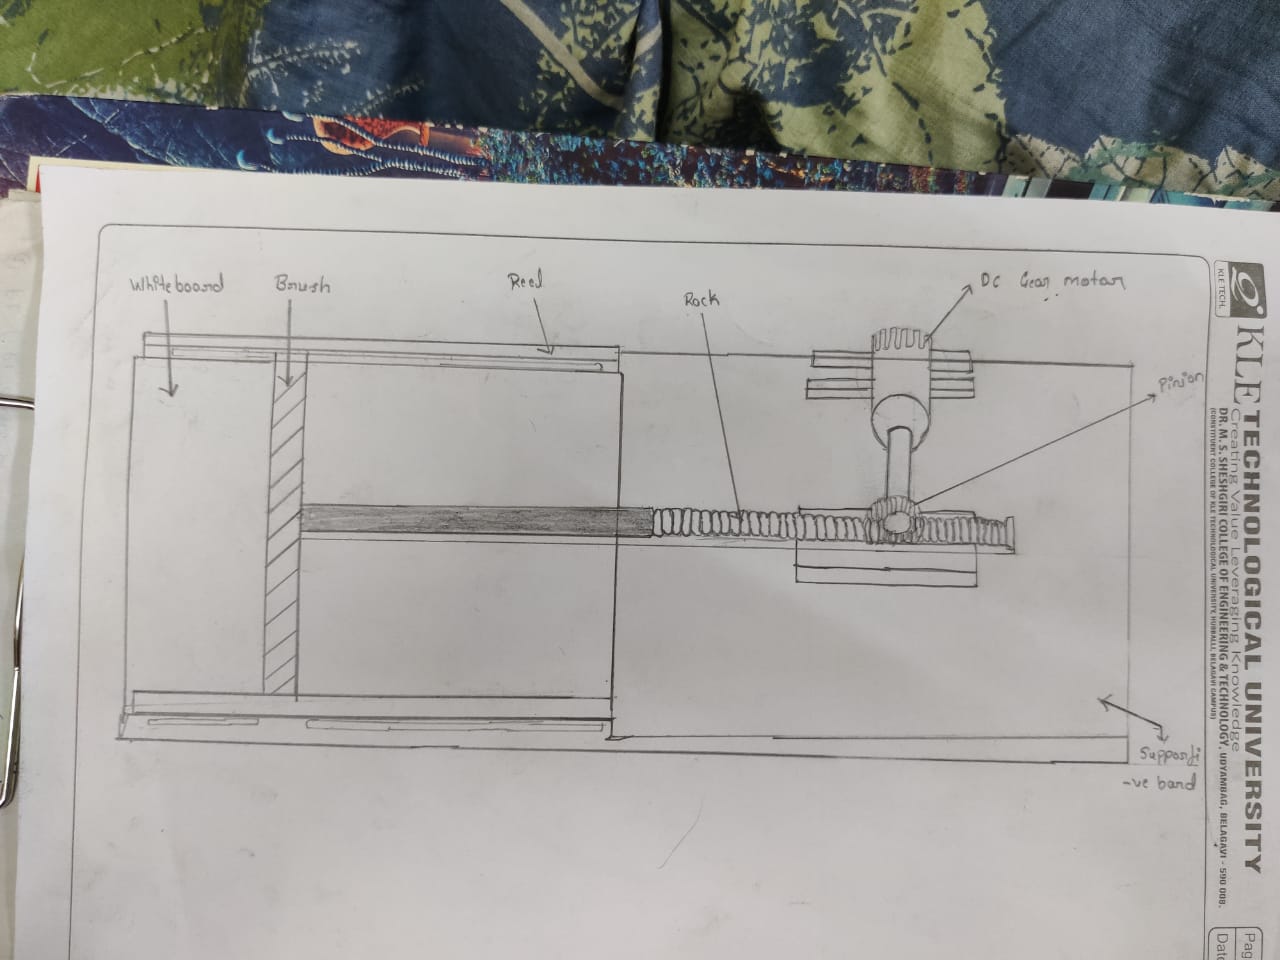 Whiteboard
Brush
Reel
Rock
DC Gear motor
Pinion
Supporti
-ve band
KLE TECH.
KLE TECHNOLOGICAL UNIVERSITY
Creating Value Leveraging Knowledge
DR. M. S. SHESHGIRI COLLEGE OF ENGINEERING & TECHNOLOGY, UDYAMBAG, BELAGAVI - 590 008.
(CONSTITUENT COLLEGE OF KLE TECHNOLOGICAL UNIVERSITY, HUBBALLI, BELAGAVI CAMPUS)
Pag
Date